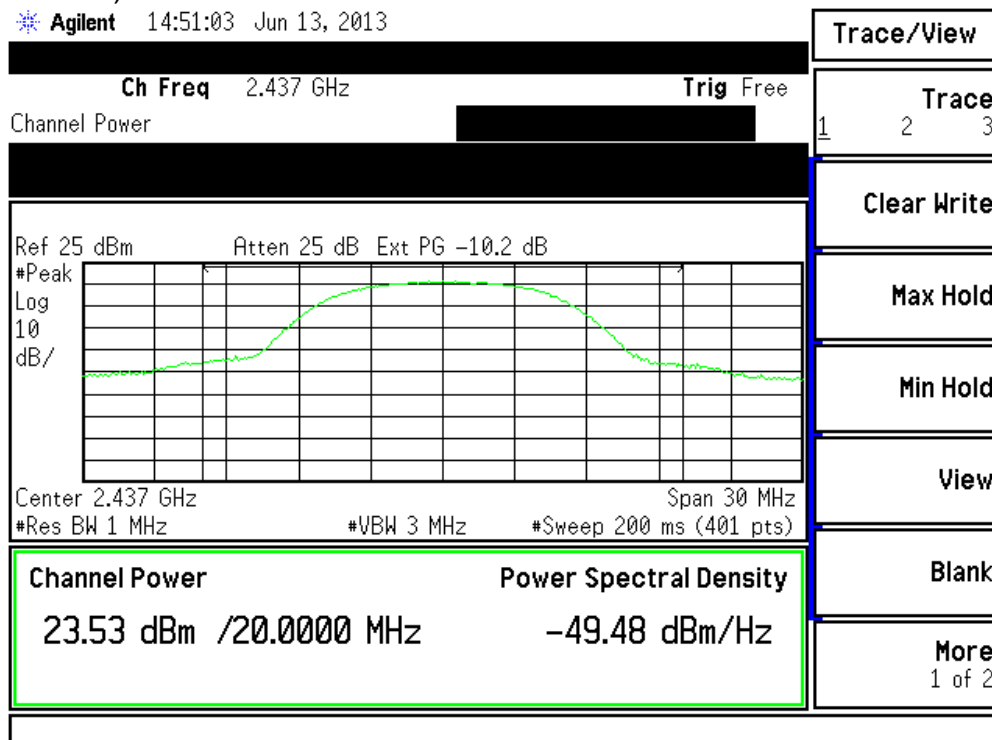 Agilent 14:51:03 Jun 13, 2013
Trace/View
Ch Freq 2.437 GHz Trig Free
Channel Power
Trace
1 2 3
Clear Write
Ref 25 dBm Atten 25 dB Ext PG -10.2 dB
#Peak
Log
10
dB/
Max Hold
Min Hold
Center 2.437 GHz Span 30 MHz
#Res BW 1 MHz #VBW 3 MHz #Sweep 200 ms (401 pts)
View
Channel Power Power Spectral Density
23.53 dBm /20.0000 MHz -49.48 dBm/Hz
Blank
More
1 of 2